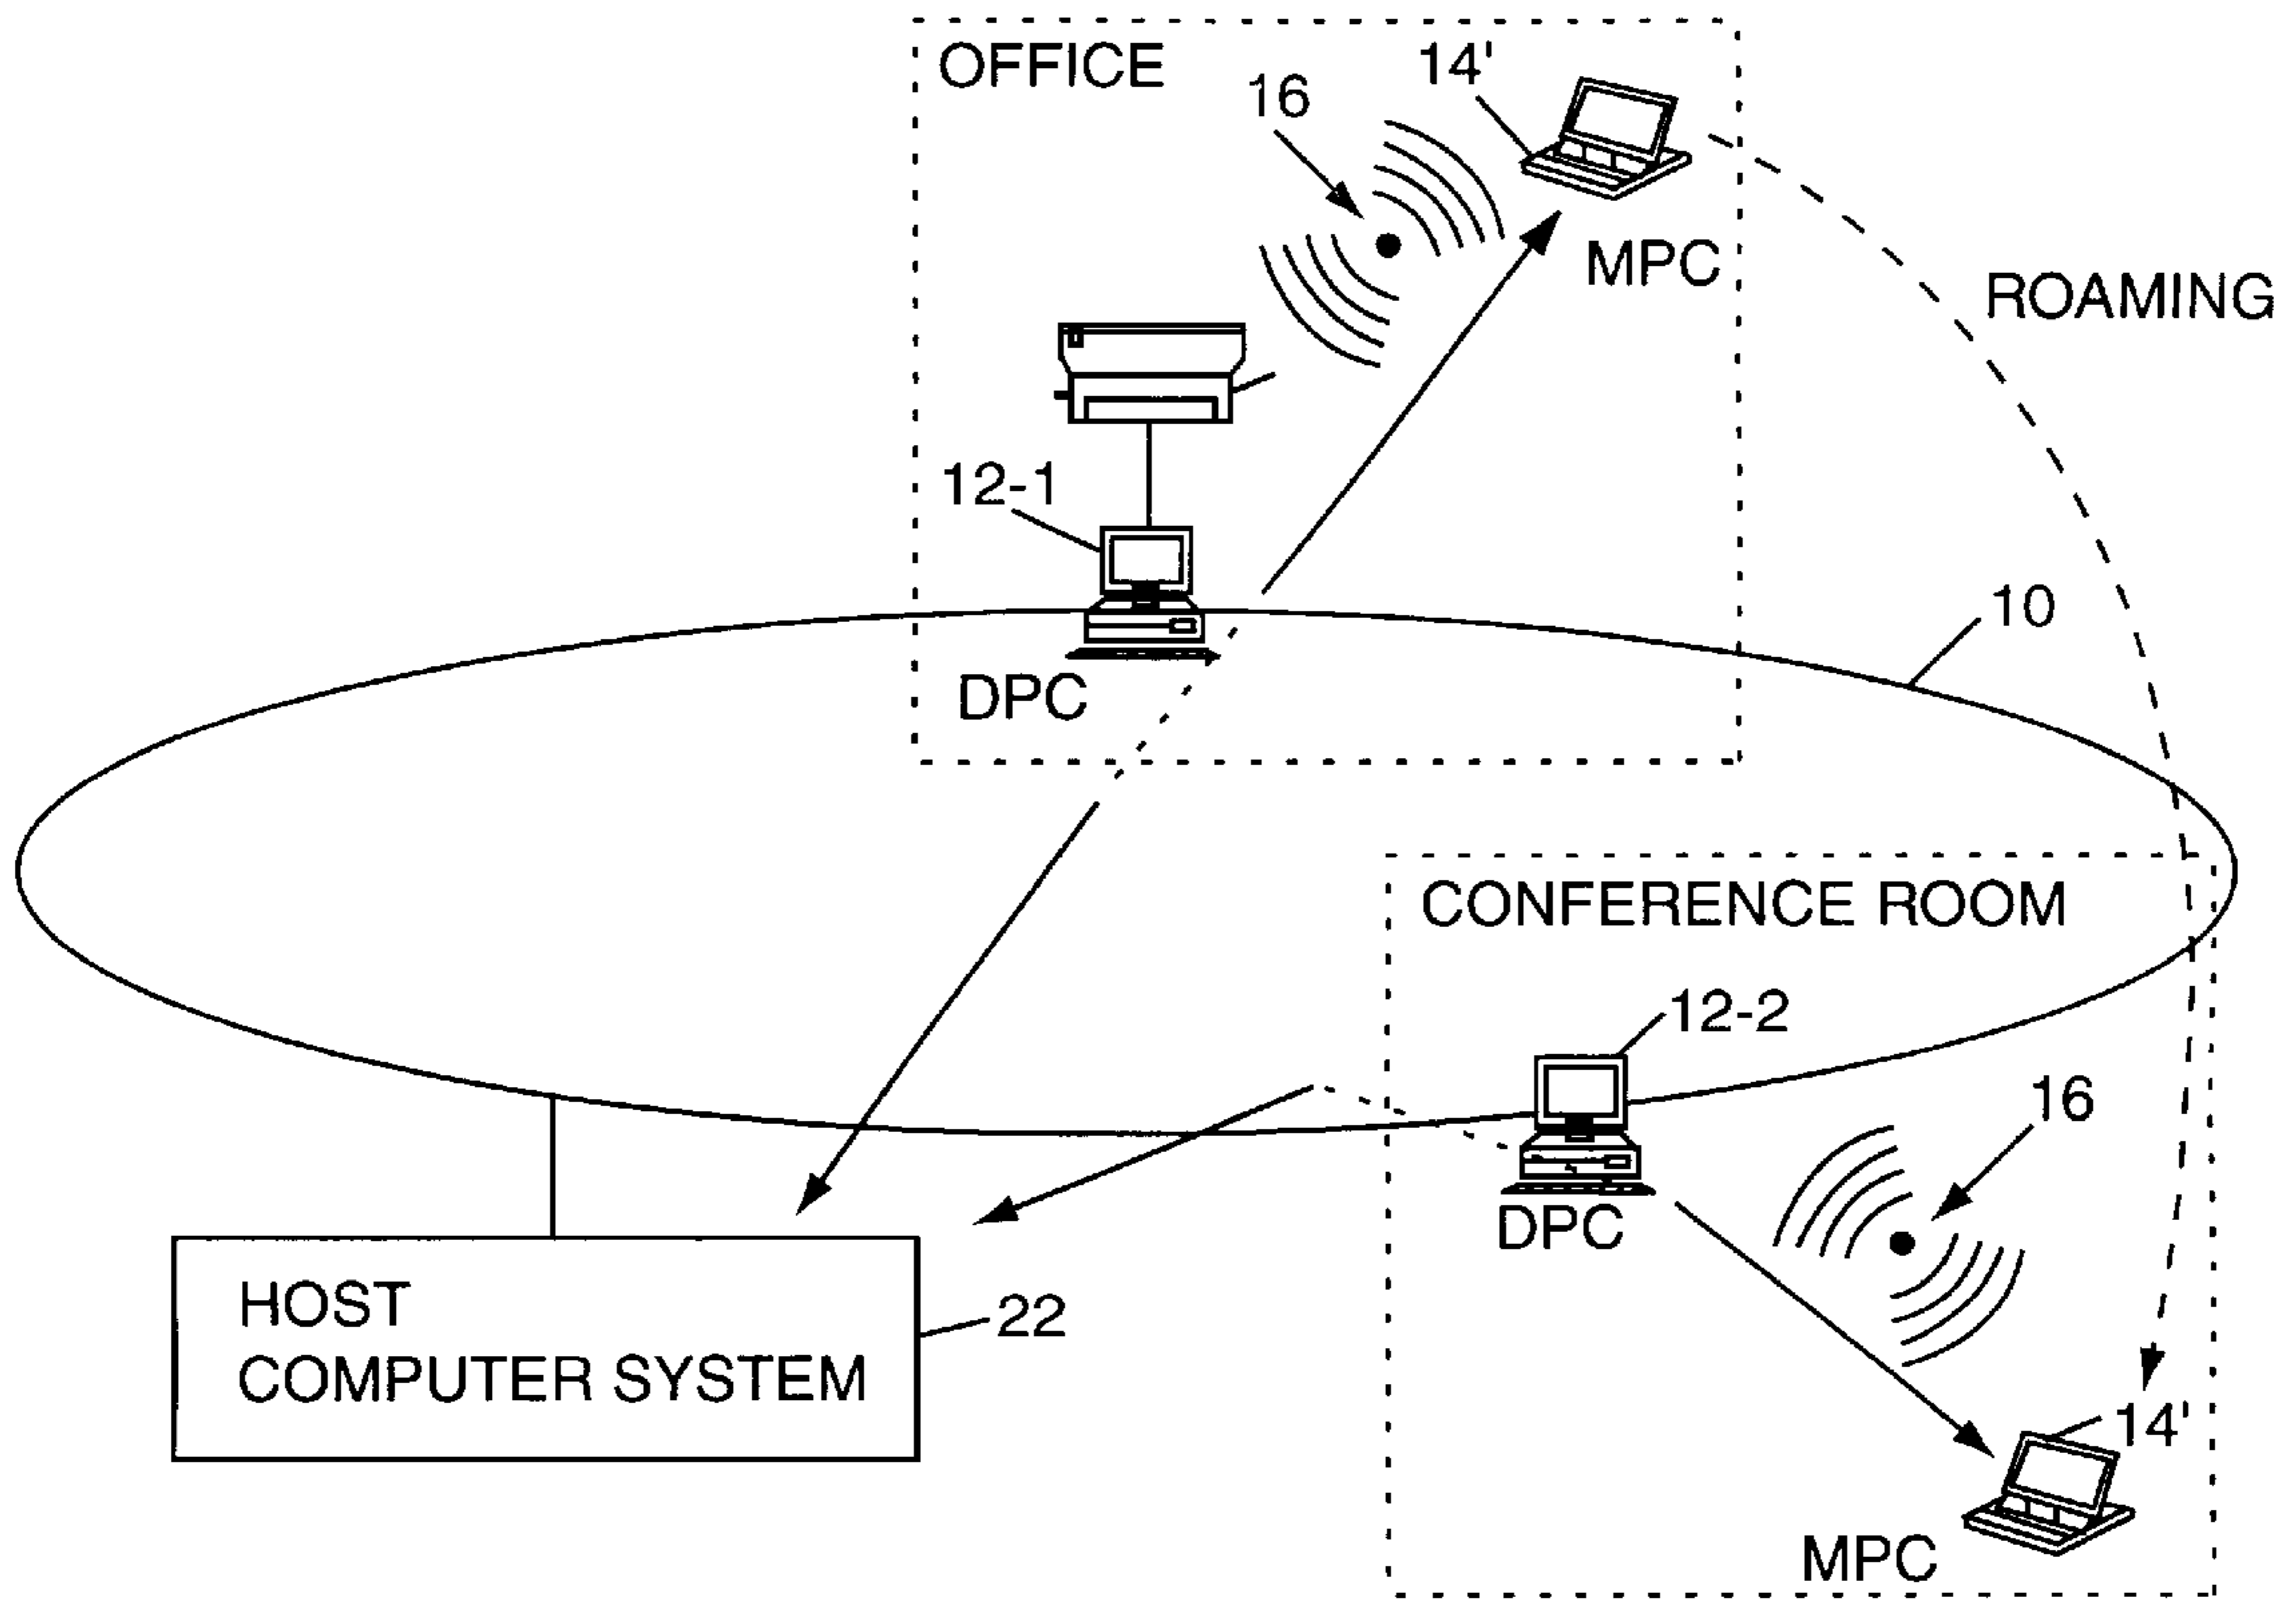 OFFICE
14'
16
MPC
ROAMING
12-1
10
DPC
CONFERENCE ROOM
12-2
16
DPC
HOST
COMPUTER SYSTEM
22
14'
MPC